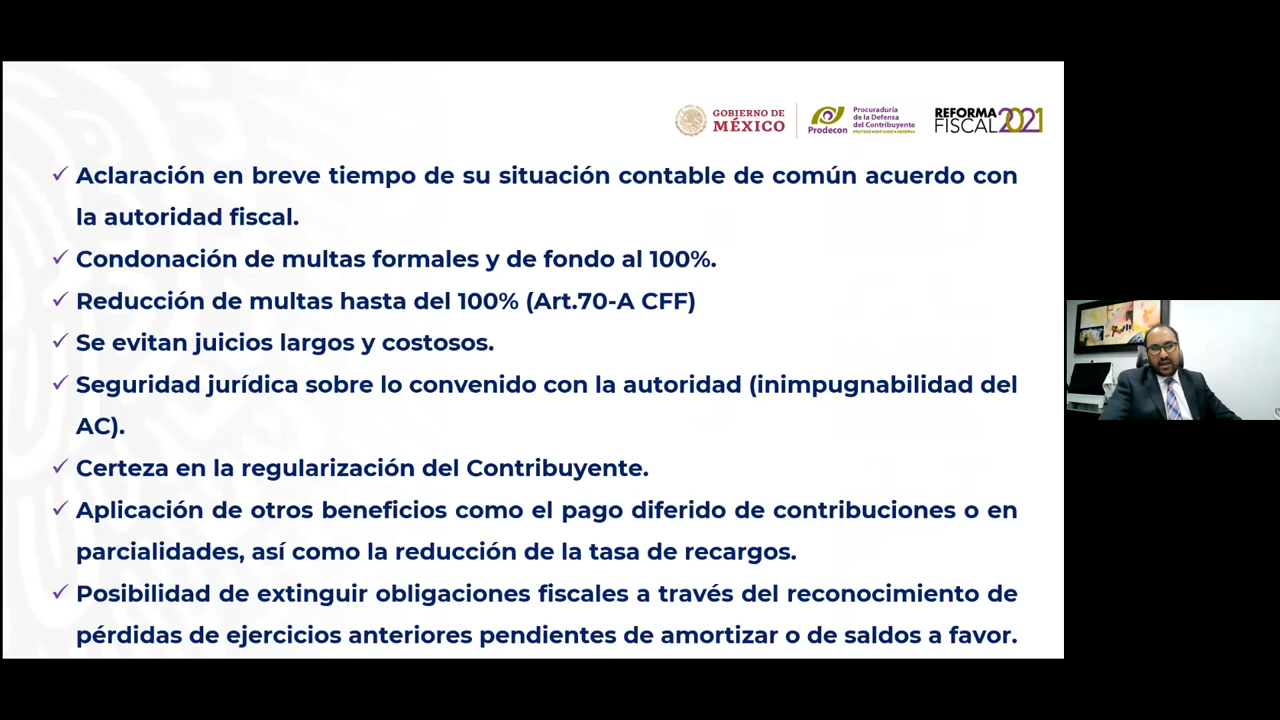 GOBIERNO DE
MÉXICO
Prodecon
Procuraduría
de la Defensa
del Contribuyente
PROTEGE•DEFIENDE•OBSERVA
REFORMA
FISCAL 2021
✓ Aclaración en breve tiempo de su situación contable de común acuerdo con
la autoridad fiscal.
✓ Condonación de multas formales y de fondo al 100%.
✓ Reducción de multas hasta del 100% (Art.70-A CFF)
✓ Se evitan juicios largos y costosos.
✓ Seguridad jurídica sobre lo convenido con la autoridad (inimpugnabilidad del
AC).
✓ Certeza en la regularización del Contribuyente.
✓ Aplicación de otros beneficios como el pago diferido de contribuciones o en
parcialidades, así como la reducción de la tasa de recargos.
✓ Posibilidad de extinguir obligaciones fiscales a través del reconocimiento de
pérdidas de ejercicios anteriores pendientes de amortizar o de saldos a favor.